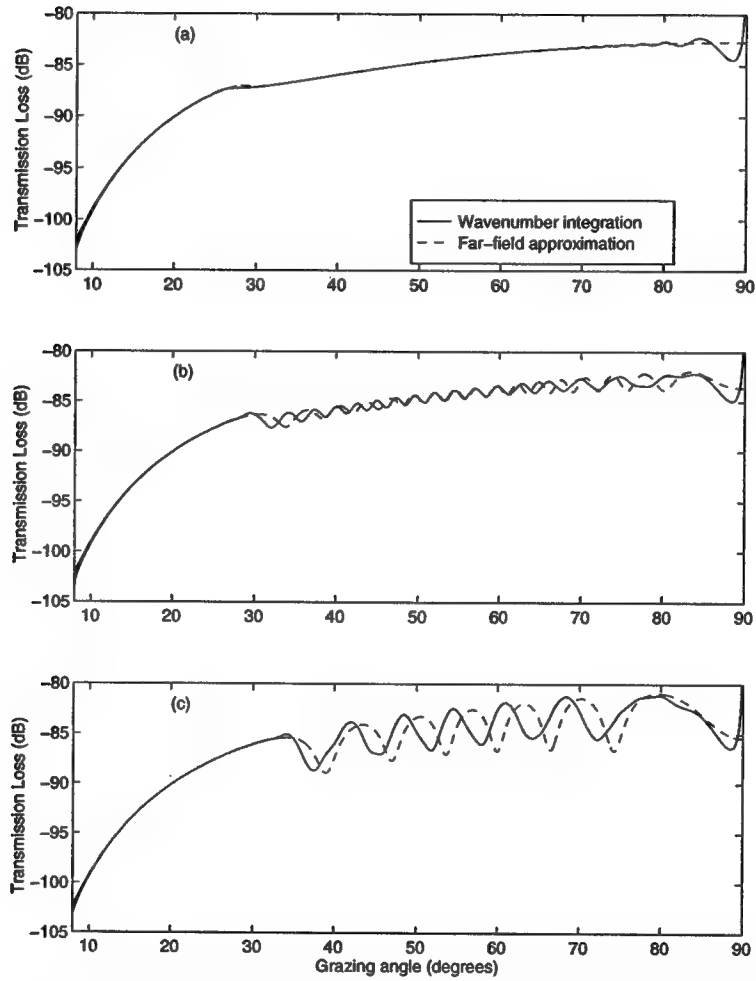 (a)
Transmission Loss (dB)
−80
−85
−90
−95
−100
−105
Wavenumber integration
Far−field approximation
10 20 30 40 50 60 70 80 90
(b)
Transmission Loss (dB)
−80
−85
−90
−95
−100
−105
10 20 30 40 50 60 70 80 90
(c)
Transmission Loss (dB)
−80
−85
−90
−95
−100
−105
10 20 30 40 50 60 70 80 90
Grazing angle (degrees)